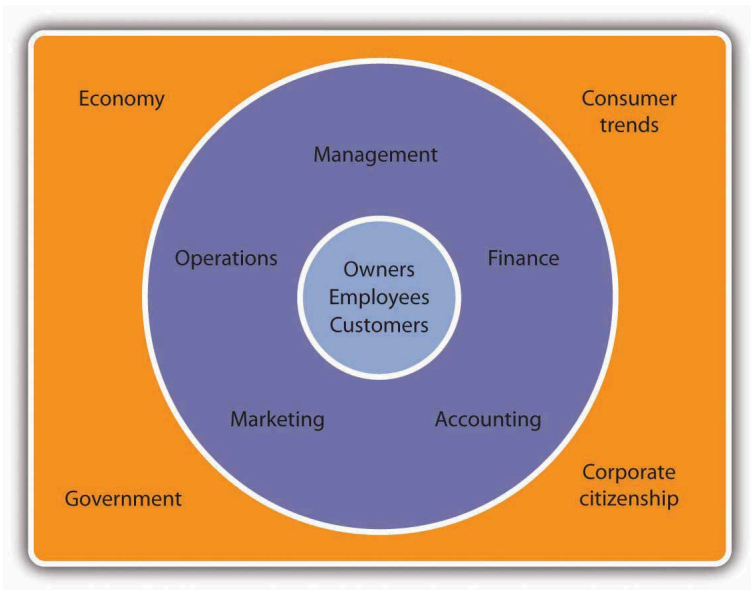 Economy
Consumer
trends
Management
Operations
Finance
Owners
Employees
Customers
Marketing
Accounting
Government
Corporate
citizenship